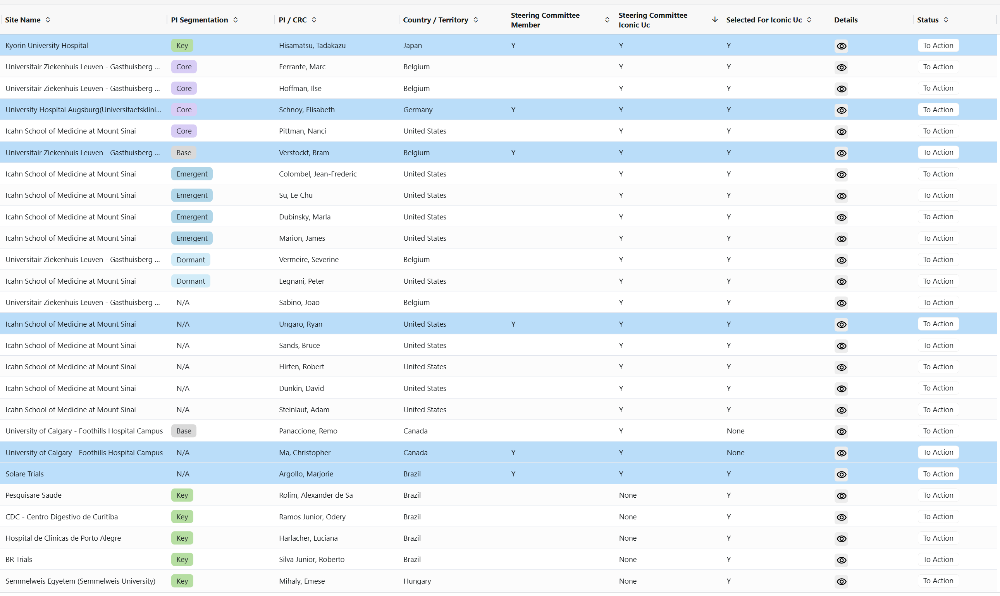 Site Name PI Segmentation PI / CRC Country / Territory Steering Committee Member Steering Committee Iconic Uc Selected For Iconic Uc Details Status
Kyorin University Hospital Key Hisamatsu, Tadakazu Japan Y Y Y To Action
Universitair Ziekenhuis Leuven - Gasthuisberg ... Core Ferrante, Marc Belgium Y Y To Action
Universitair Ziekenhuis Leuven - Gasthuisberg ... Core Hoffman, Ilse Belgium Y Y To Action
University Hospital Augsburg(Universitaetsklini... Core Schnoy, Elisabeth Germany Y Y Y To Action
Icahn School of Medicine at Mount Sinai Core Pittman, Nanci United States Y Y To Action
Universitair Ziekenhuis Leuven - Gasthuisberg ... Base Verstockt, Bram Belgium Y Y Y To Action
Icahn School of Medicine at Mount Sinai Emergent Colombel, Jean-Frederic United States Y Y To Action
Icahn School of Medicine at Mount Sinai Emergent Su, Le Chu United States Y Y To Action
Icahn School of Medicine at Mount Sinai Emergent Dubinsky, Marla United States Y Y To Action
Icahn School of Medicine at Mount Sinai Emergent Marion, James United States Y Y To Action
Universitair Ziekenhuis Leuven - Gasthuisberg ... Dormant Vermeire, Severine Belgium Y Y To Action
Icahn School of Medicine at Mount Sinai Dormant Legnani, Peter United States Y Y To Action
Universitair Ziekenhuis Leuven - Gasthuisberg ... N/A Sabino, Joao Belgium Y Y To Action
Icahn School of Medicine at Mount Sinai N/A Ungaro, Ryan United States Y Y Y To Action
Icahn School of Medicine at Mount Sinai N/A Sands, Bruce United States Y Y To Action
Icahn School of Medicine at Mount Sinai N/A Hirten, Robert United States Y Y To Action
Icahn School of Medicine at Mount Sinai N/A Dunkin, David United States Y Y To Action
Icahn School of Medicine at Mount Sinai N/A Steinlauf, Adam United States Y Y To Action
University of Calgary - Foothills Hospital Campus Base Panaccione, Remo Canada Y None To Action
University of Calgary - Foothills Hospital Campus N/A Ma, Christopher Canada Y Y None To Action
Solare Trials N/A Argollo, Marjorie Brazil Y Y Y To Action
Pesquisare Saude Key Rolim, Alexander de Sa Brazil None Y To Action
CDC - Centro Digestivo de Curitiba Key Ramos Junior, Odery Brazil None Y To Action
Hospital de Clinicas de Porto Alegre Key Harlacher, Luciana Brazil None Y To Action
BR Trials Key Silva Junior, Roberto Brazil None Y To Action
Semmelweis Egyetem (Semmelweis University) Key Mihaly, Emese Hungary None Y To Action